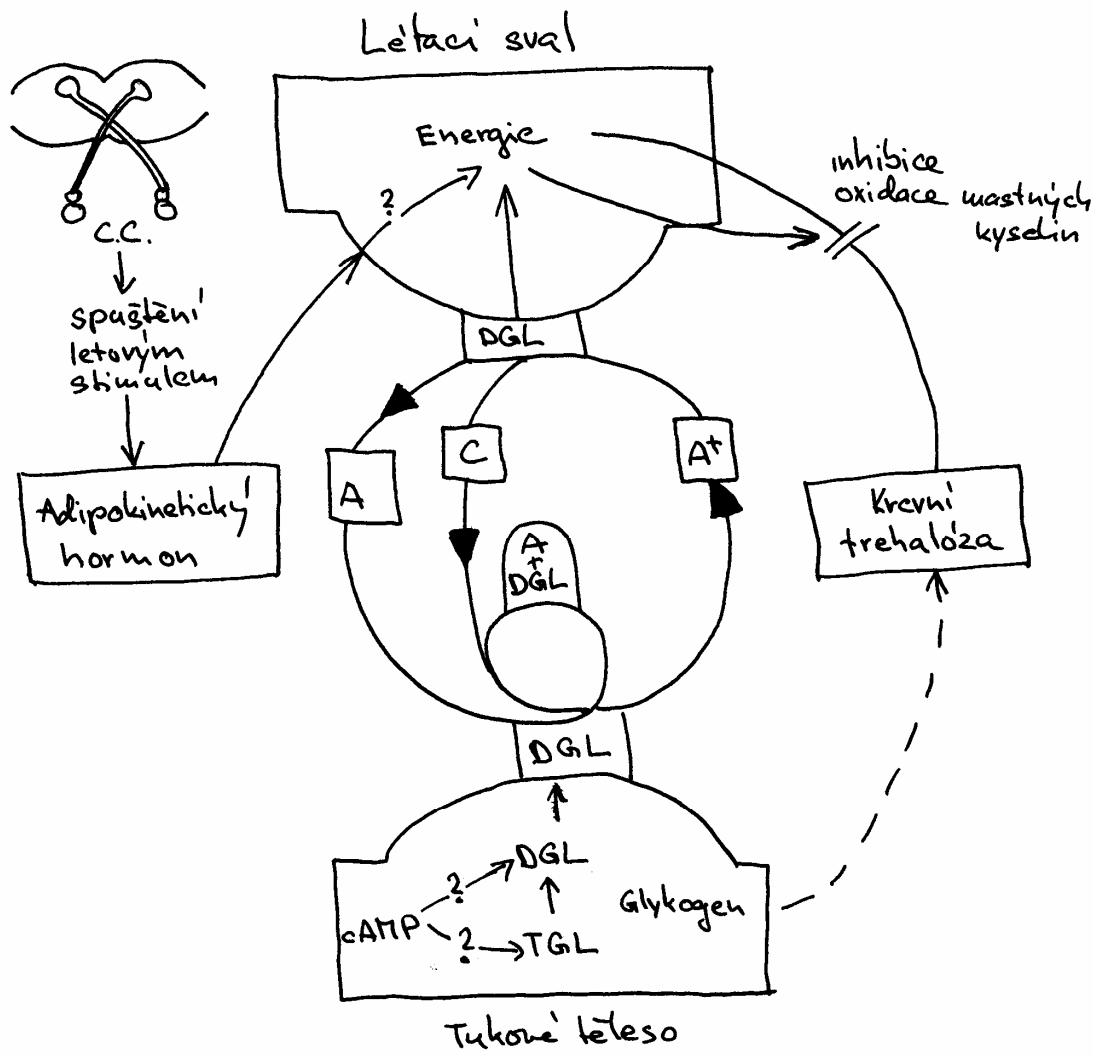 Létací sval
Energie
?
inhibice
oxidace mastných
kyselin
C.C.
spuštění
letovým
stimulem
DGL
A
C
A+
Adipokinetický
hormon
Krevní
trehalóza
A
+
DGL
DGL
DGL
?
Glykogen
cAMP
?
TGL
Tukové těleso